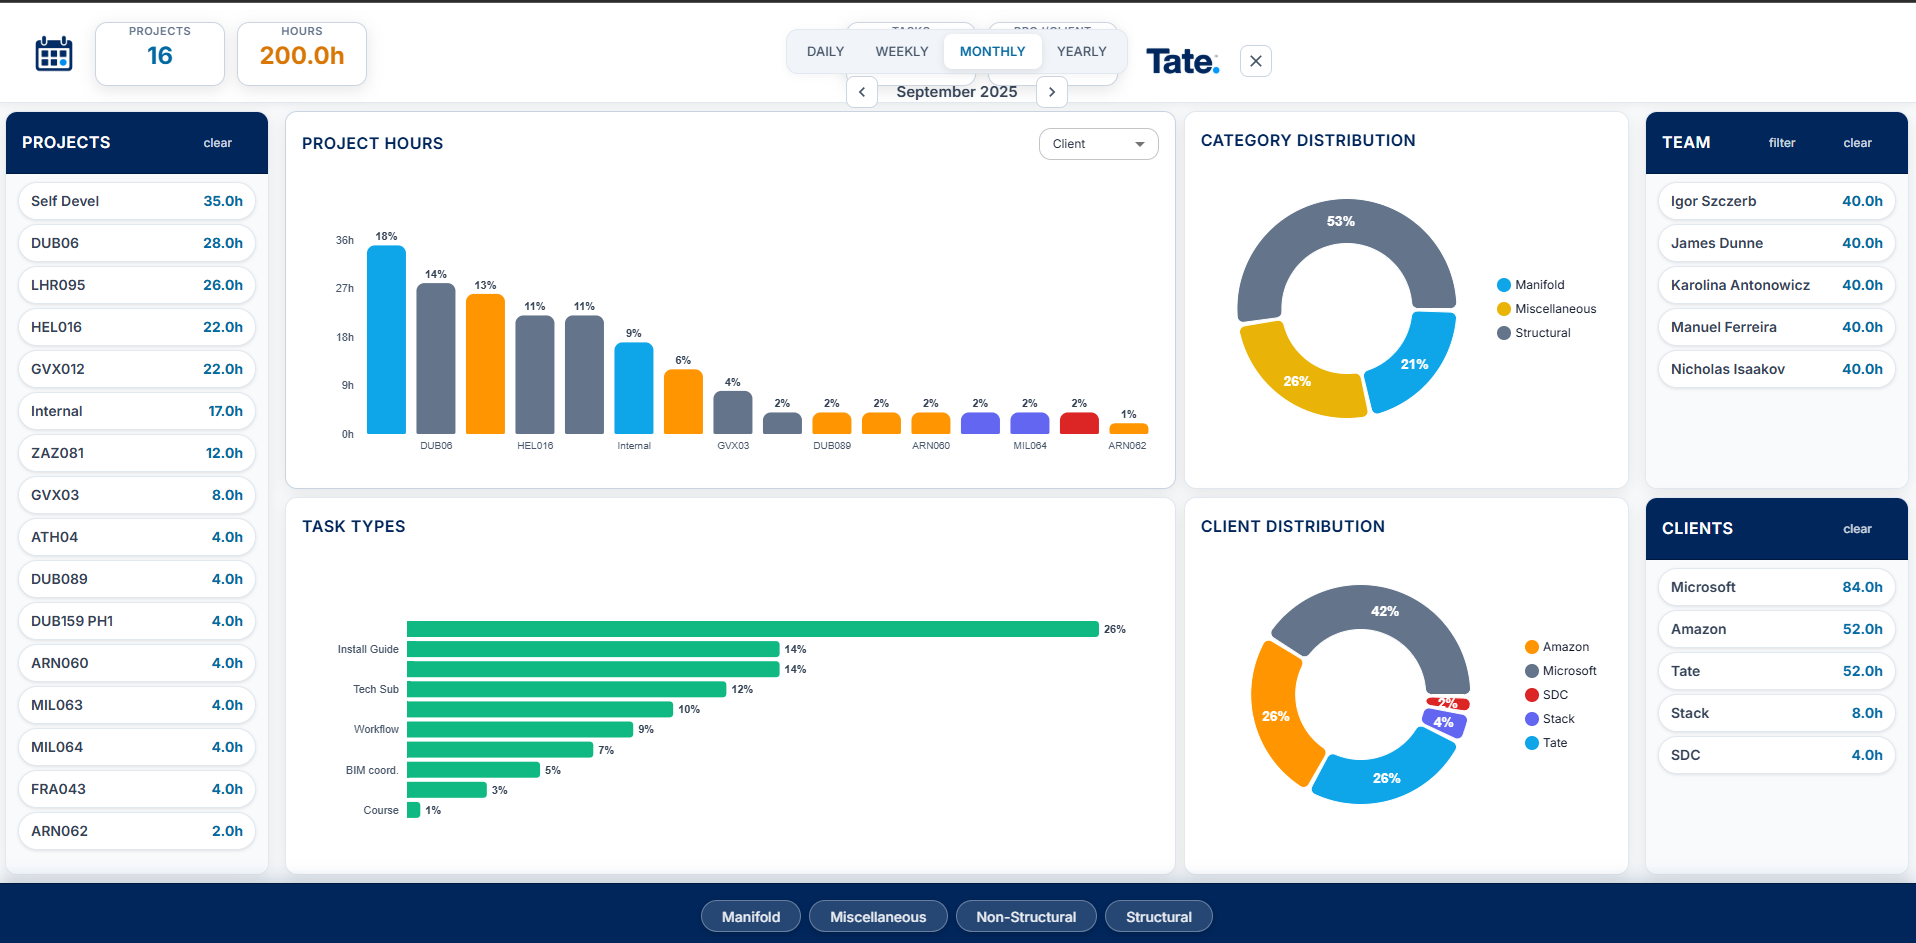 PROJECTS
16
HOURS
200.0h
TASKS
PROJ/CLIENT
DAILY
WEEKLY
MONTHLY
YEARLY
September 2025
Tate.
PROJECTS
clear
Self Devel 35.0h
DUB06 28.0h
LHR095 26.0h
HEL016 22.0h
GVX012 22.0h
Internal 17.0h
ZAZ081 12.0h
GVX03 8.0h
ATH04 4.0h
DUB089 4.0h
DUB159 PH1 4.0h
ARN060 4.0h
MIL063 4.0h
MIL064 4.0h
FRA043 4.0h
ARN062 2.0h
PROJECT HOURS
Client
36h
27h
18h
9h
0h
18%
14%
13%
11%
11%
9%
6%
4%
2%
2%
2%
2%
2%
2%
2%
1%
DUB06
HEL016
Internal
GVX03
DUB089
ARN060
MIL064
ARN062
CATEGORY DISTRIBUTION
53%
21%
26%
Manifold
Miscellaneous
Structural
TEAM
filter
clear
Igor Szczerb 40.0h
James Dunne 40.0h
Karolina Antonowicz 40.0h
Manuel Ferreira 40.0h
Nicholas Isaakov 40.0h
TASK TYPES
26%
Install Guide 14%
14%
Tech Sub 12%
10%
Workflow 9%
7%
BIM coord. 5%
3%
Course 1%
CLIENT DISTRIBUTION
42%
2%
4%
26%
26%
Amazon
Microsoft
SDC
Stack
Tate
CLIENTS
clear
Microsoft 84.0h
Amazon 52.0h
Tate 52.0h
Stack 8.0h
SDC 4.0h
Manifold
Miscellaneous
Non-Structural
Structural